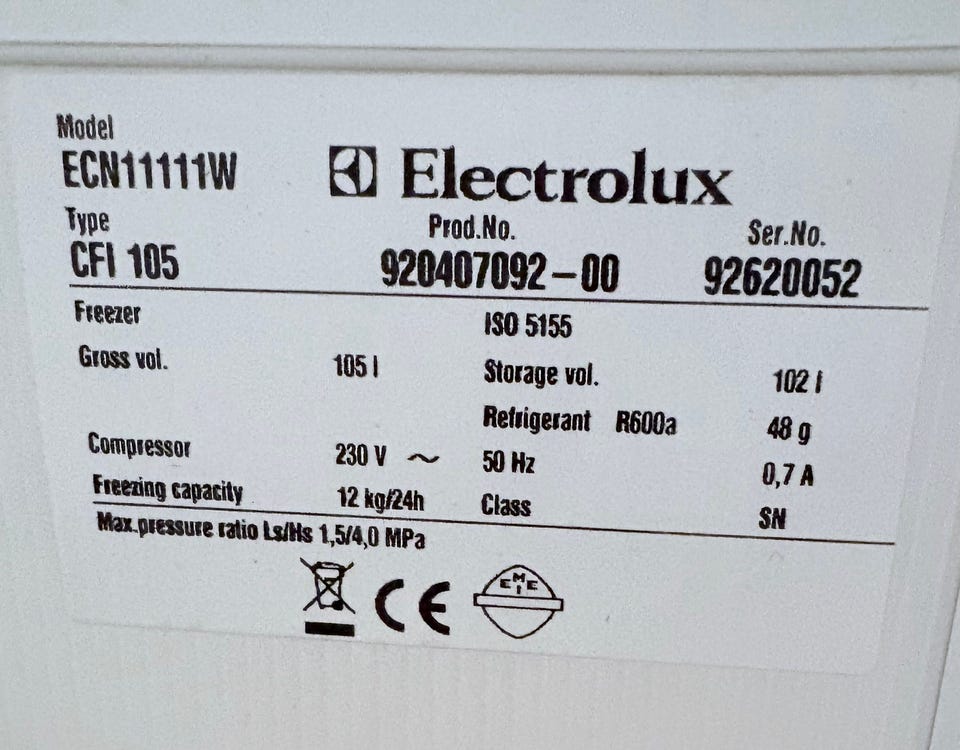 Model
ECN11111W
Electrolux
Type Prod.No. Ser.No.
CFI 105 920407092-00 92620052
Freezer ISO 5155
Gross vol. 105 l Storage vol. 102 l
Refrigerant R600a 48 g
Compressor 230 V ~ 50 Hz 0,7 A
Freezing capacity 12 kg/24h Class SN
Max.pressure ratio Ls/Hs 1,5/4,0 MPa
CE EMEI